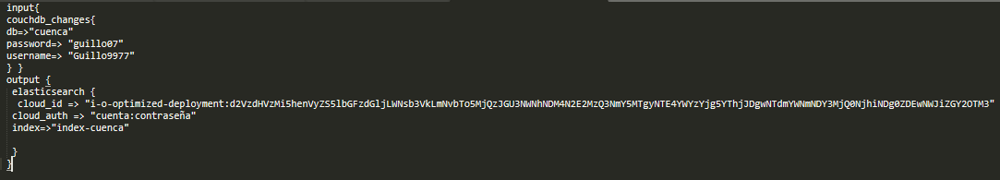 input{
couchdb_changes{
db=>"cuenca"
password=> "guillo07"
username=> "Guillo9977"
} }
output {
elasticsearch {
cloud_id => "i-o-optimized-deployment:d2VzdHVzMi5henVyZS5lbGFzdGljLWNsb3VkLmNvbTo5MjQzJGU3NWNhNDM4N2E2MzQ3NmY5MTgyNTE4YWYzYjg5YThjJDgwNTdmYWNmNDY3MjQ0NjhiNDg0ZDEwNWJiZGY2OTM3"
cloud_auth => "cuenta:contraseña"
index=>"index-cuenca"
}
}